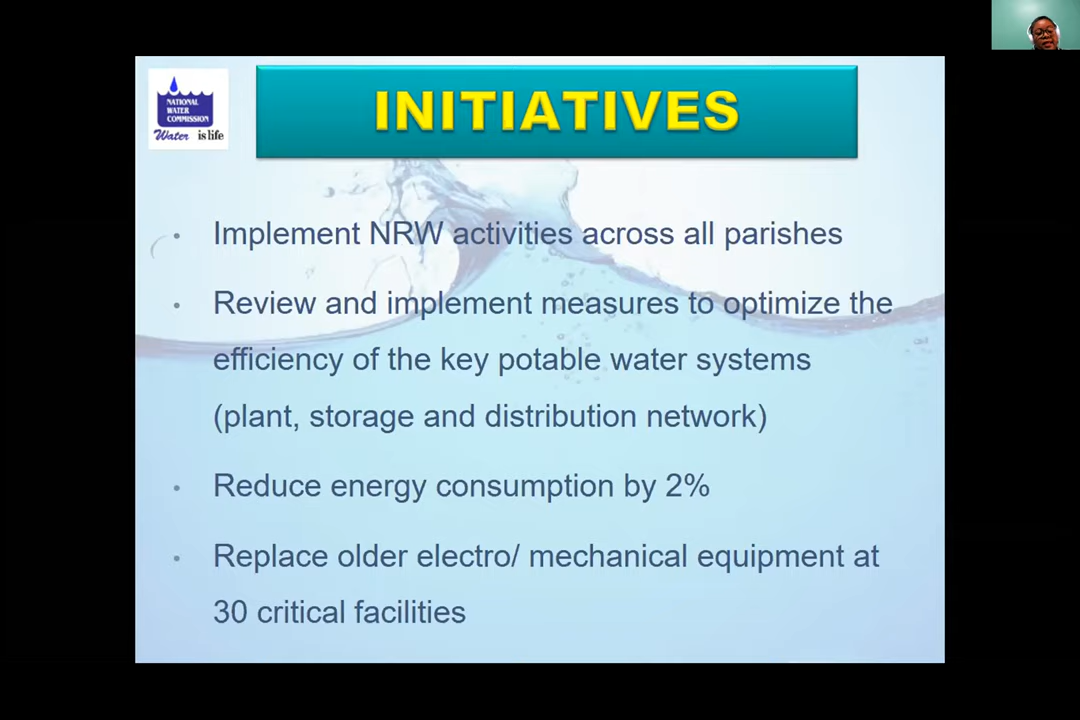 NATIONAL
WATER
COMMISSION
Water is life
INITIATIVES
• Implement NRW activities across all parishes
• Review and implement measures to optimize the
efficiency of the key potable water systems
(plant, storage and distribution network)
• Reduce energy consumption by 2%
• Replace older electro/ mechanical equipment at
30 critical facilities